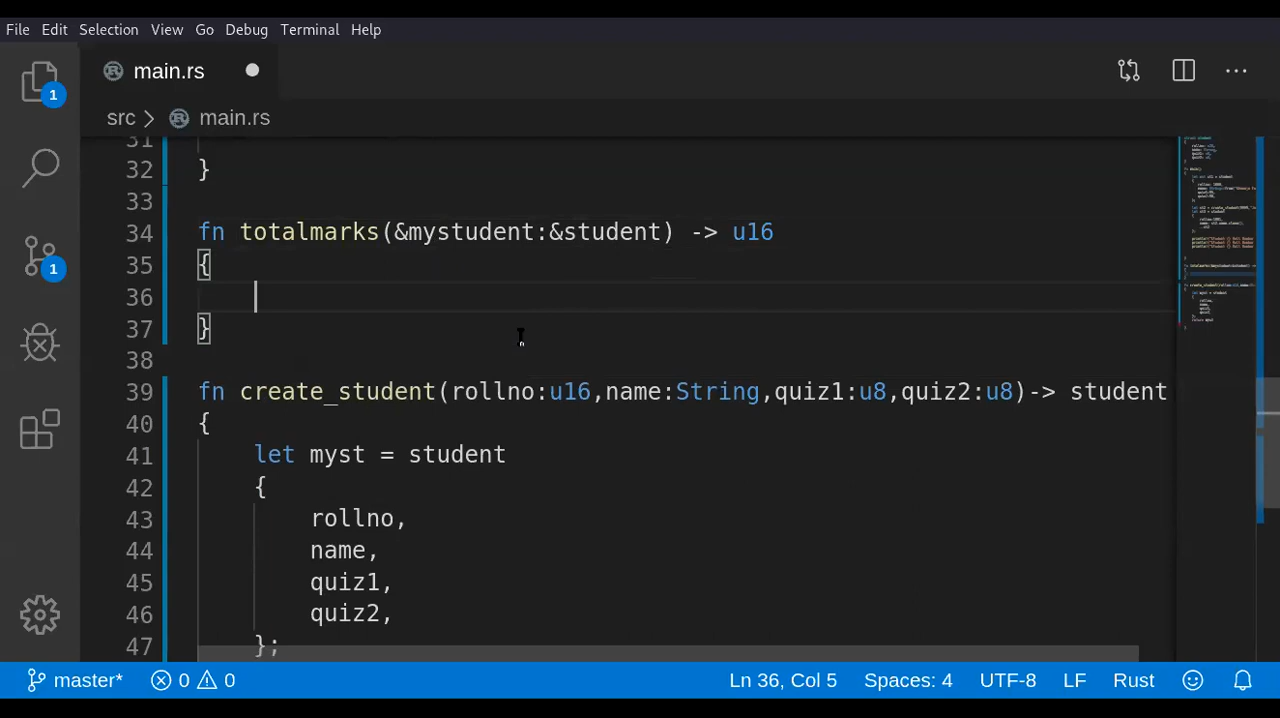 File Edit Selection View Go Debug Terminal Help
main.rs
1
src > main.rs
31
32 }
33
34 fn totalmarks(&mystudent:&student) -> u16
35 {
36
37 }
38
39 fn create_student(rollno:u16,name:String,quiz1:u8,quiz2:u8)-> student
40 {
41 let myst = student
42 {
43 rollno,
44 name,
45 quiz1,
46 quiz2,
47 };
1
master* 0 0 Ln 36, Col 5 Spaces: 4 UTF-8 LF Rust